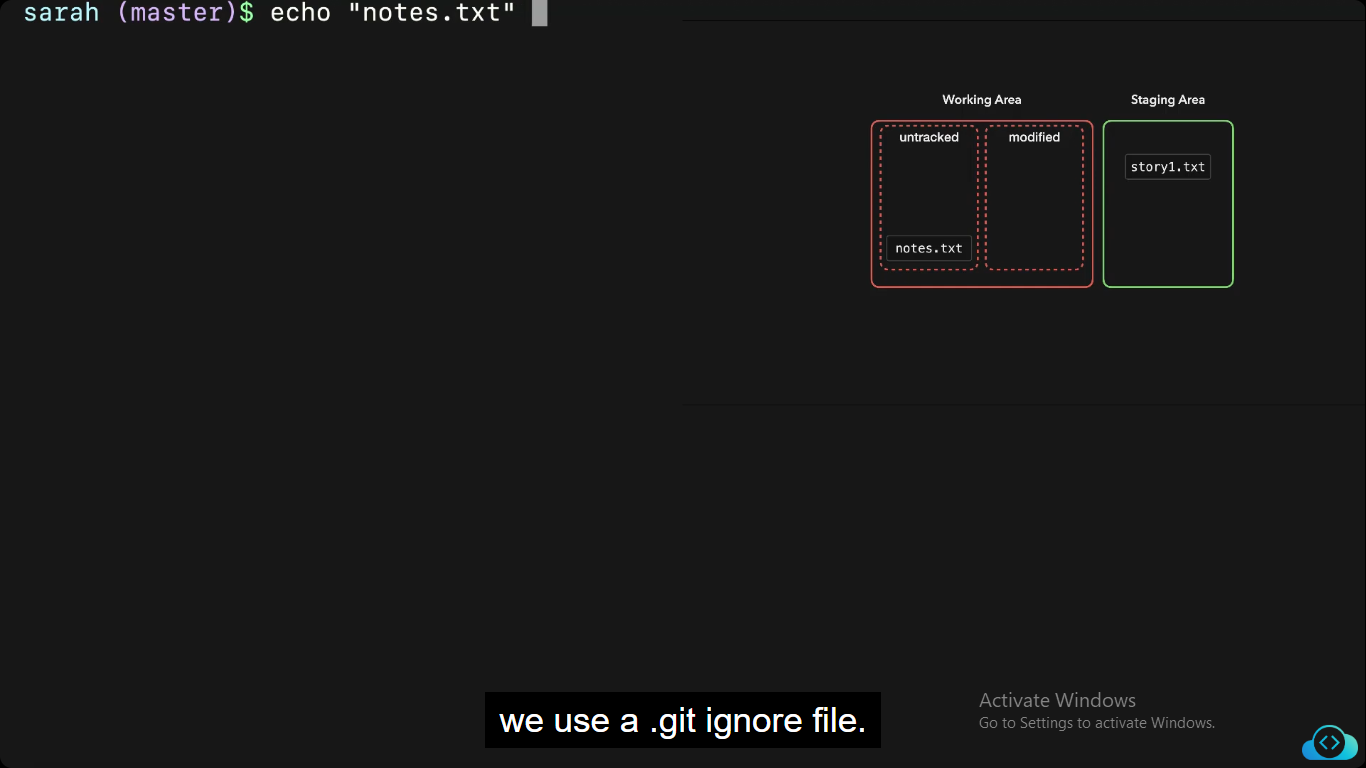 sarah (master)$ echo "notes.txt"
Working Area
Staging Area
untracked
modified
story1.txt
notes.txt
we use a .git ignore file.
Activate Windows
Go to Settings to activate Windows.